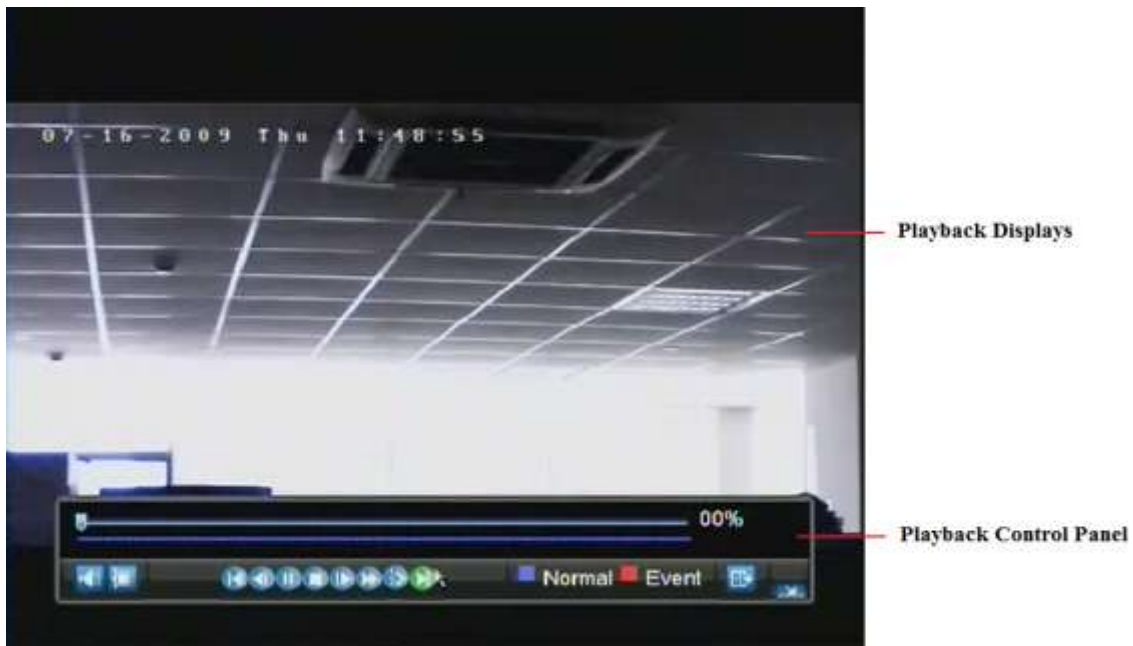 07-16-2009 Thu 11:48:55
Playback Displays
00%
Playback Control Panel
Normal Event